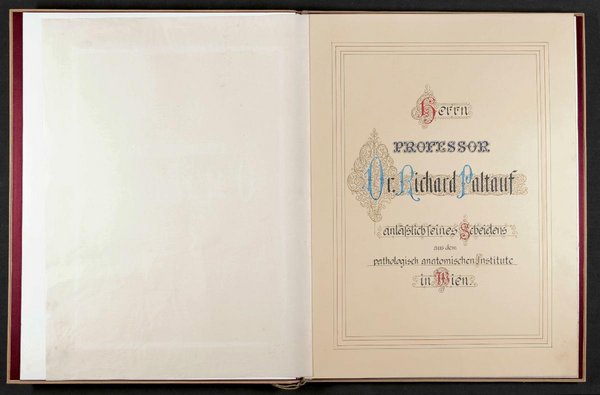 Herrn
PROFESSOR
Dr. Richard Paltauf
anläßlich seines Scheidens
aus dem
pathologisch anatomischen Institute
in Wien.